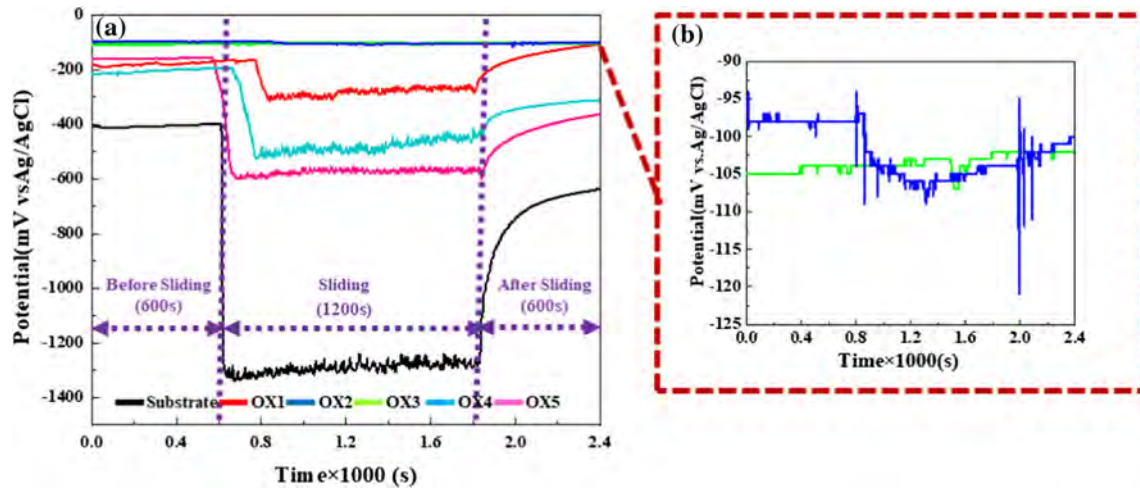 (a)
Potential(mV vsAg/AgCl)
0
-200
-400
-600
-800
-1000
-1200
-1400
Before Sliding
(600s)
Sliding
(1200s)
After Sliding
(600s)
Substrate OX1 OX2 OX3 OX4 OX5
0.0 0.4 0.8 1.2 1.6 2.0 2.4
Time×1000 (s)
(b)
Potential(mV vs.Ag/AgCl)
-90
-95
-100
-105
-110
-115
-120
-125
0.0 0.4 0.8 1.2 1.6 2.0 2.4
Time×1000(s)